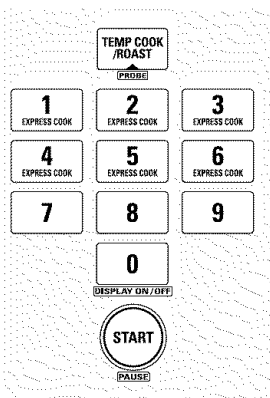 TEMP COOK
/ROAST
PROBE
1 2 3
EXPRESS COOK EXPRESS COOK EXPRESS COOK
4 5 6
EXPRESS COOK EXPRESS COOK EXPRESS COOK
7 8 9
0
DISPLAY ON/OFF
START
PAUSE